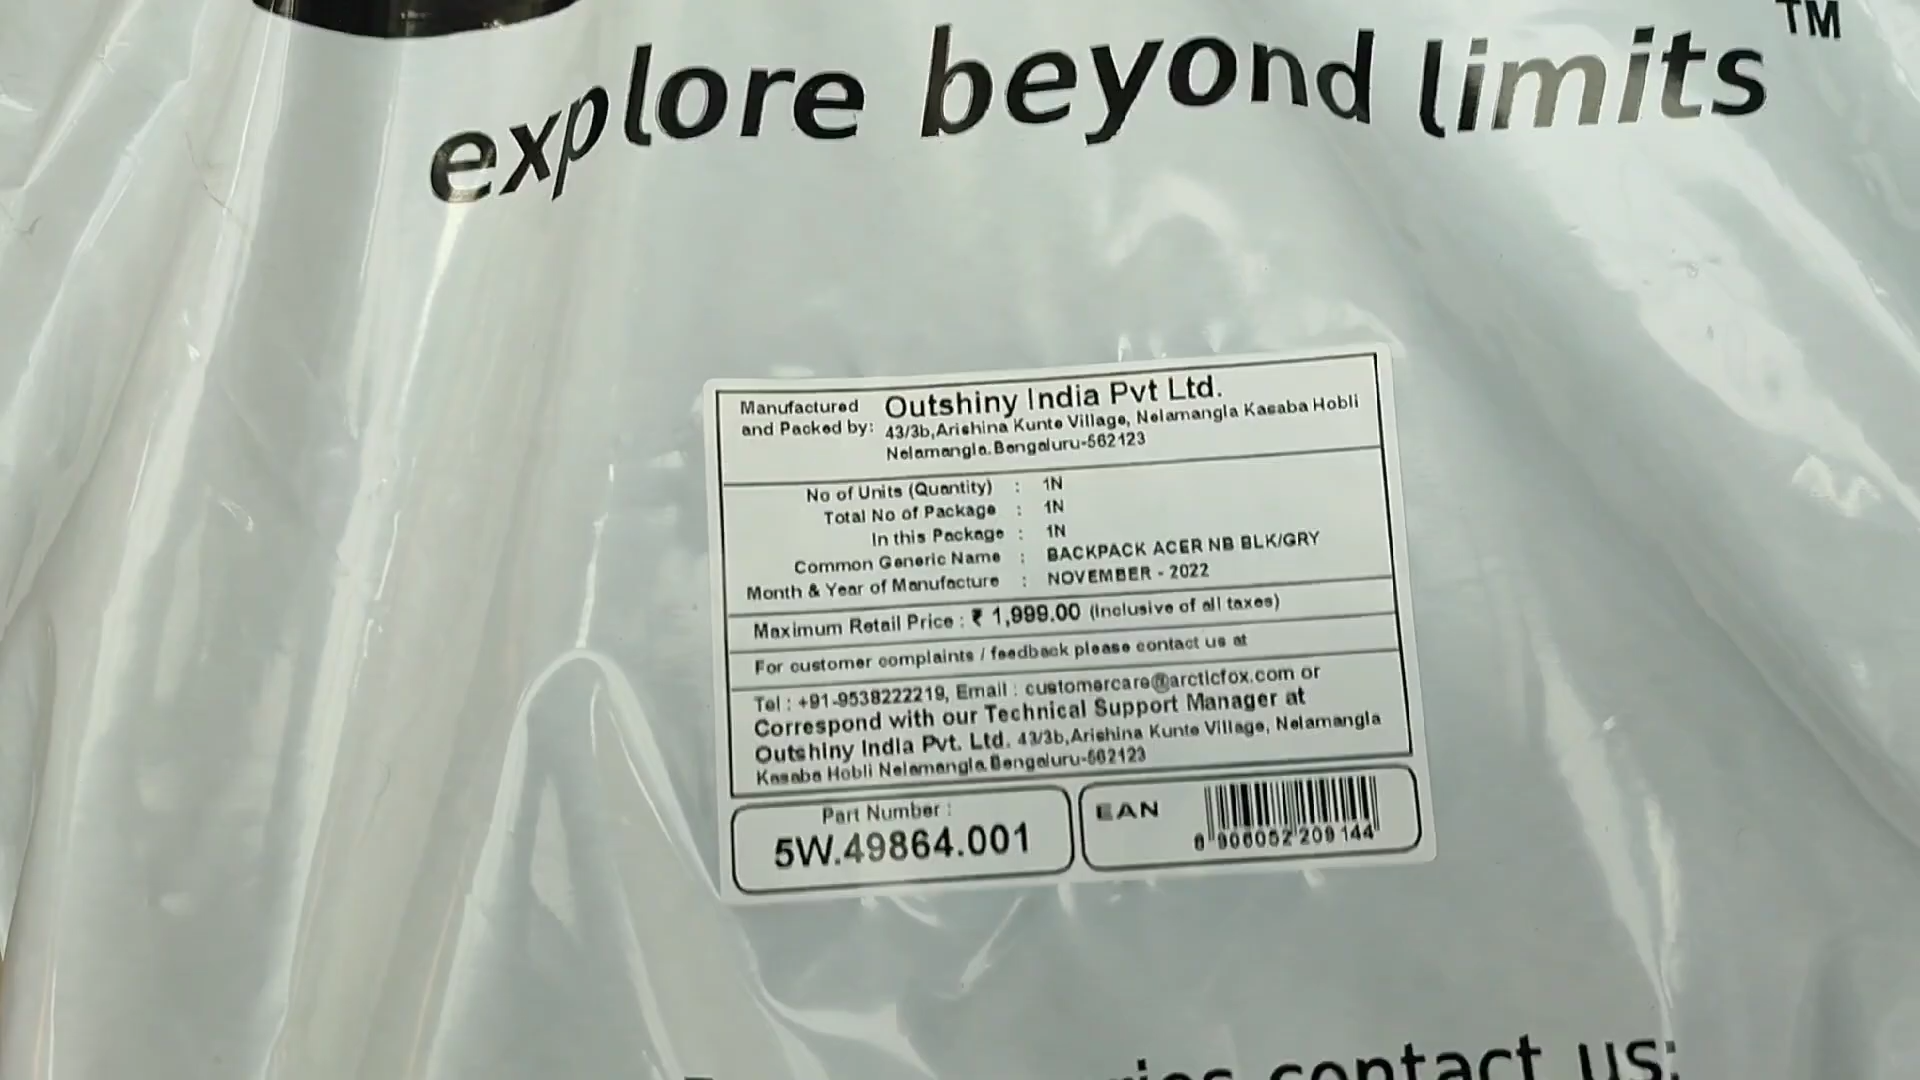 explore beyond limits™
Manufactured and Packed by: Outshiny India Pvt Ltd.
43/3b,Arishina Kunte Village, Nelamangla Kasaba Hobli
Nelamangla.Bengaluru-562123
No of Units (Quantity) : 1N
Total No of Package : 1N
In this Package : 1N
Common Generic Name : BACKPACK ACER NB BLK/GRY
Month & Year of Manufacture : NOVEMBER - 2022
Maximum Retail Price : ₹ 1,999.00 (Inclusive of all taxes)
For customer complaints / feedback please contact us at
Tel : +91-9538222219, Email : customercare@arcticfox.com or
Correspond with our Technical Support Manager at
Outshiny India Pvt. Ltd. 43/3b,Arishina Kunte Village, Nelamangla
Kasaba Hobli Nelamangla.Bengaluru-562123
Part Number :
5W.49864.001
EAN
8 906052 209144
contact us: